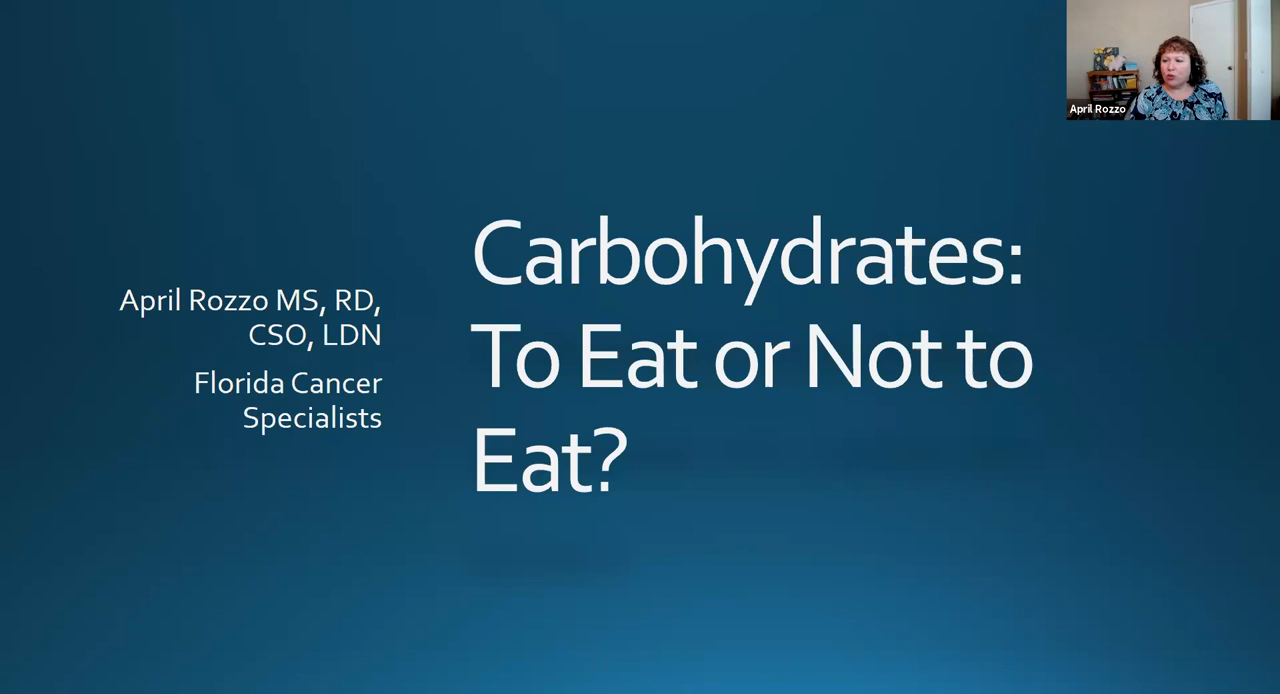 April Rozzo
April Rozzo MS, RD,
CSO, LDN
Florida Cancer
Specialists
Carbohydrates:
To Eat or Not to
Eat?